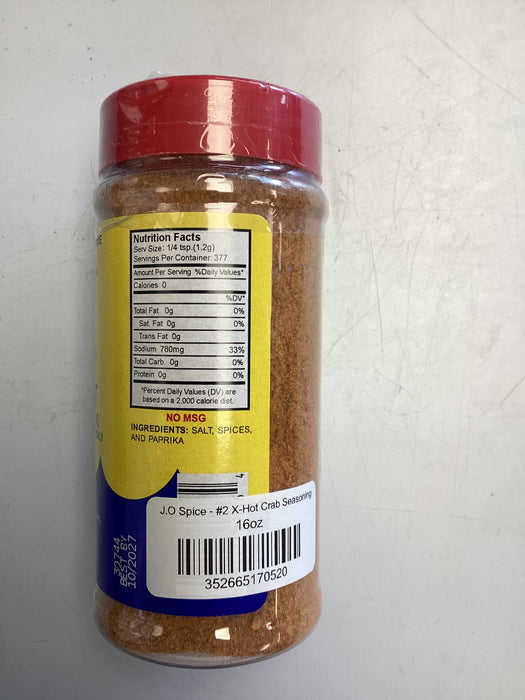 Nutrition Facts
Serv Size: 1/4 tsp.(1.2g)
Servings Per Container: 377
Amount Per Serving %Daily Values*
Calories 0
%DV*
Total Fat 0g 0%
Sat. Fat 0g 0%
Trans Fat 0g
Sodium 780mg 33%
Total Carb. 0g 0%
Protein 0g 0%
*Percent Daily Values (DV) are
based on a 2,000 calorie diet.
NO MSG
INGREDIENTS: SALT, SPICES,
AND PAPRIKA
J.O Spice - #2 X-Hot Crab Seasoning
16oz
352665170520
30744
BEST BY
10/2027